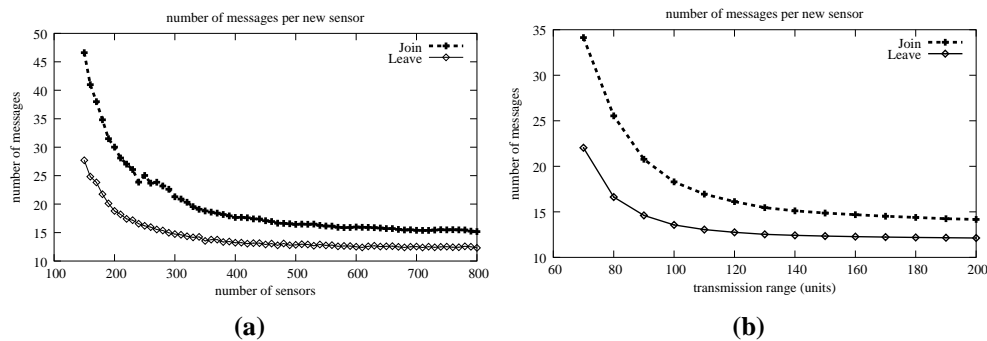 number of messages per new sensor
Join
Leave
number of messages
50
45
40
35
30
25
20
15
10
100 200 300 400 500 600 700 800
number of sensors
(a)
number of messages per new sensor
Join
Leave
number of messages
35
30
25
20
15
10
60 80 100 120 140 160 180 200
transmission range (units)
(b)